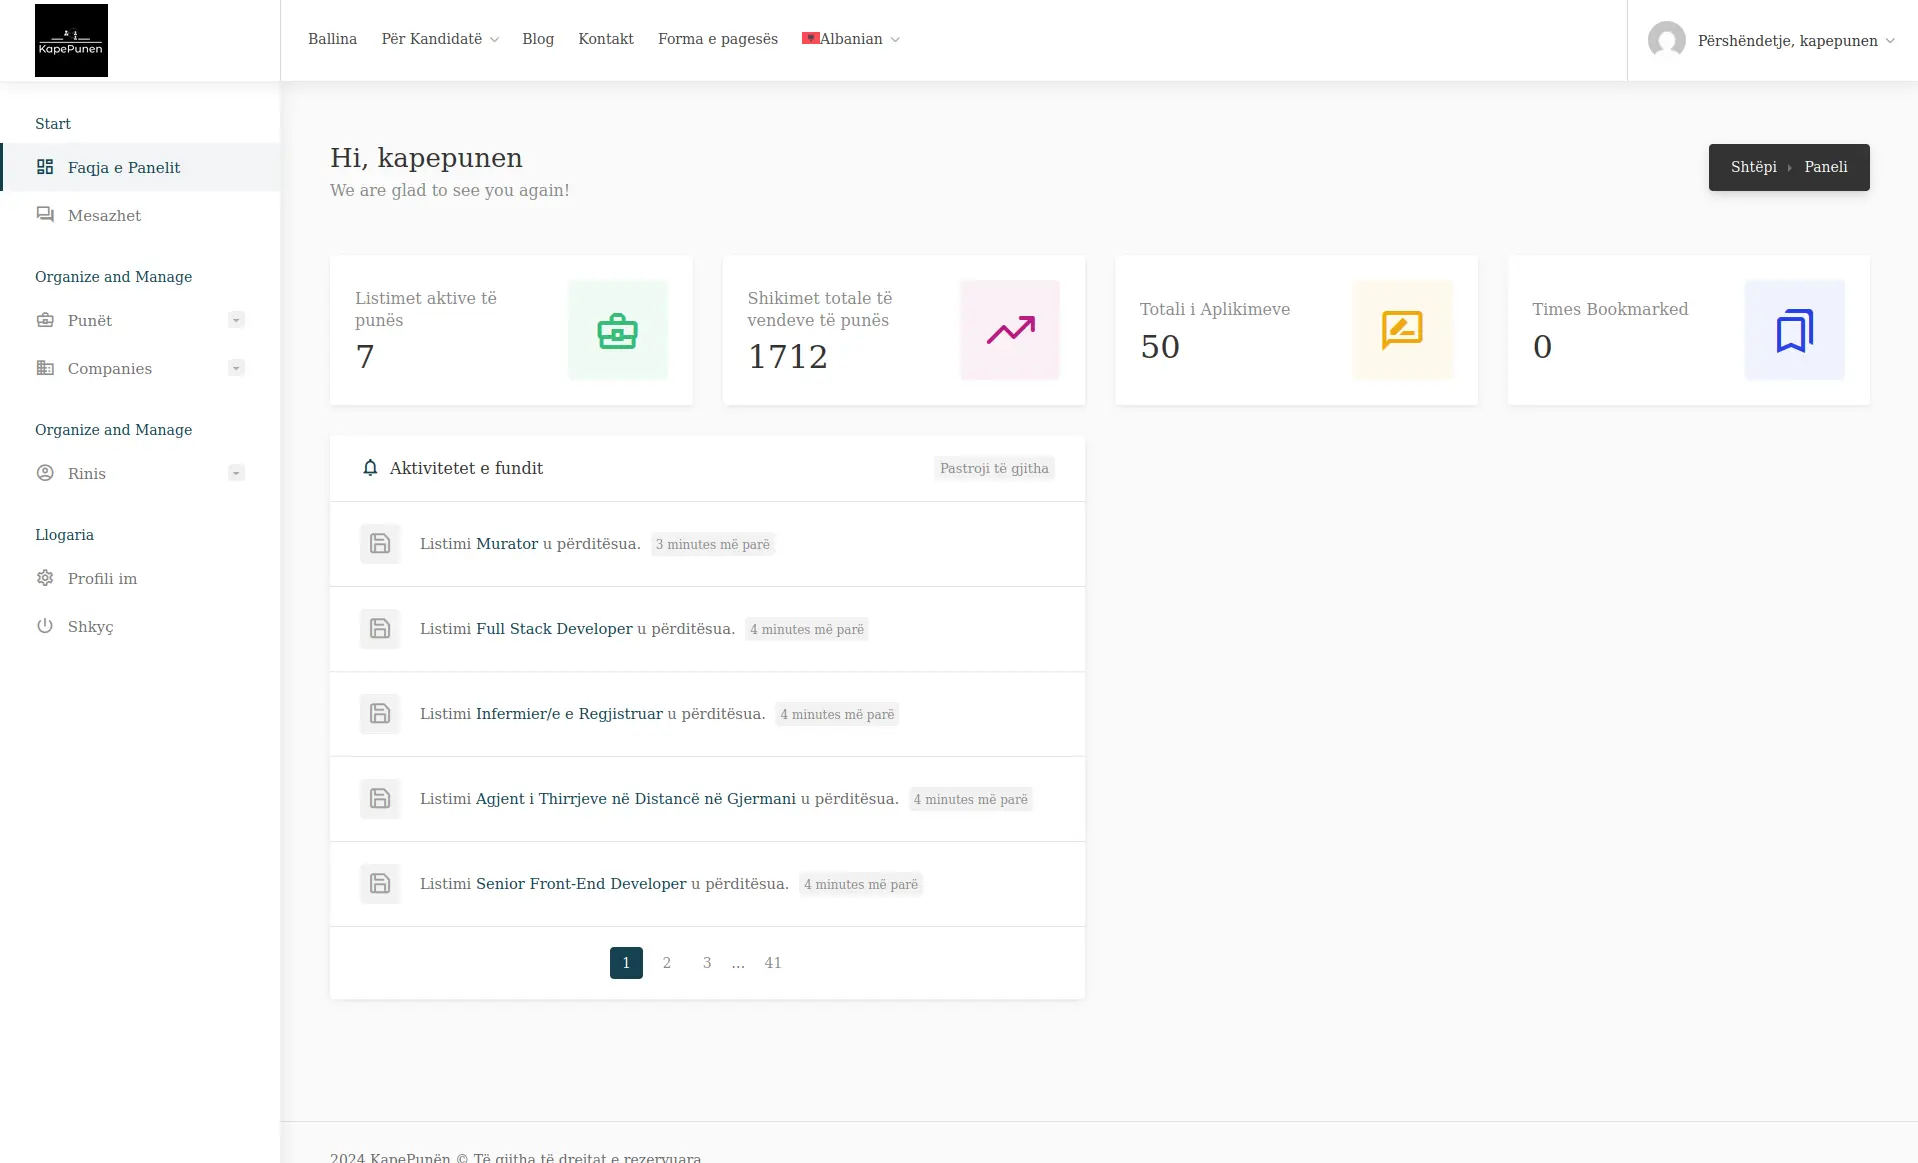 KapePunen
Ballina
Për Kandidatë
Blog
Kontakt
Forma e pagesës
Albanian
Përshëndetje, kapepunen
Start
Faqja e Panelit
Mesazhet
Organize and Manage
Punët
Companies
Organize and Manage
Rinis
Llogaria
Profili im
Shkyç
Hi, kapepunen
We are glad to see you again!
Shtëpi
Paneli
Listimet aktive të
punës
7
Shikimet totale të
vendeve të punës
1712
Totali i Aplikimeve
50
Times Bookmarked
0
Aktivitetet e fundit
Pastroji të gjitha
Listimi Murator u përditësua. 3 minutes më parë
Listimi Full Stack Developer u përditësua. 4 minutes më parë
Listimi Infermier/e e Regjistruar u përditësua. 4 minutes më parë
Listimi Agjent i Thirrjeve në Distancë në Gjermani u përditësua. 4 minutes më parë
Listimi Senior Front-End Developer u përditësua. 4 minutes më parë
1 2 3 … 41
2024 KapePunën © Të gjitha të drejtat e rezervuara